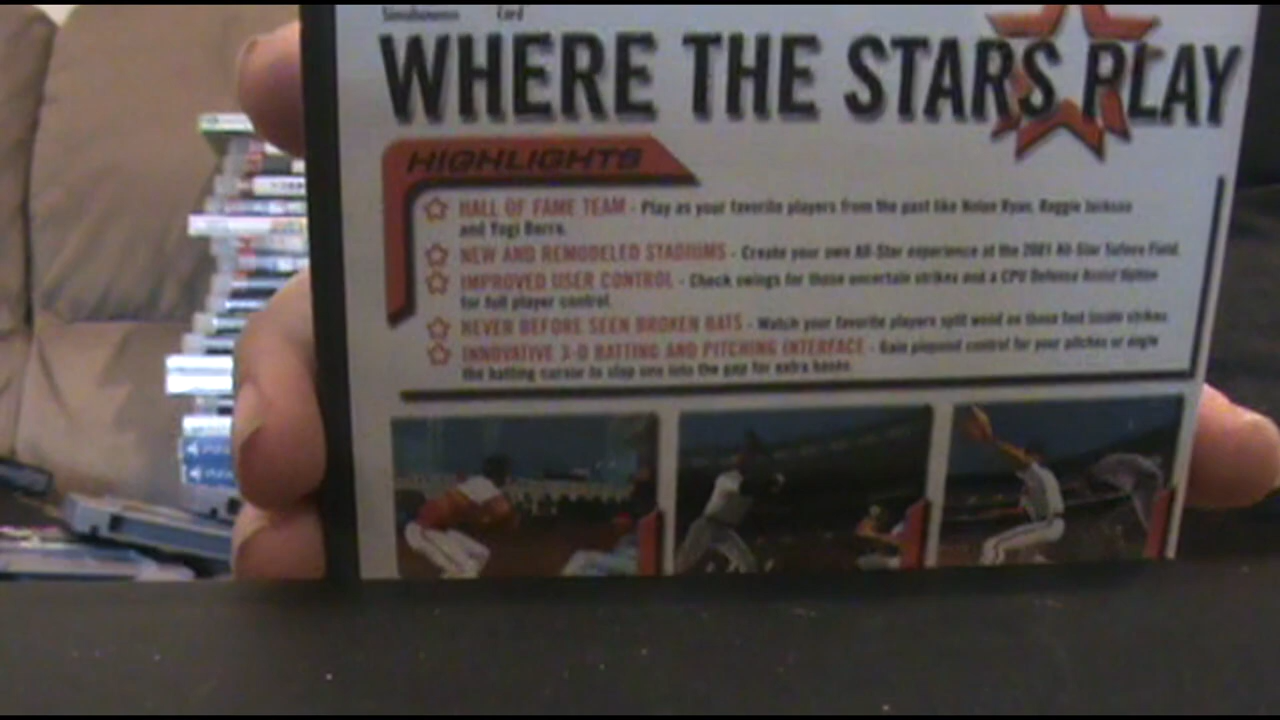 Simultaneous Card
WHERE THE STARS PLAY
HIGHLIGHTS
HALL OF FAME TEAM - Play as your favorite players from the past like Nolan Ryan, Reggie Jackson
and Yogi Berra.
NEW AND REMODELED STADIUMS - Create your own All-Star experience at the 2001 All-Star Safeco Field.
IMPROVED USER CONTROL - Check swings for those uncertain strikes and a CPU Defense Assist Option
for full player control.
NEVER BEFORE SEEN BROKEN BATS - Watch your favorite players split wood on those fast inside strikes.
INNOVATIVE 3-D BATTING AND PITCHING INTERFACE - Gain pinpoint control for your pitches or angle
the batting cursor to slap one into the gap for extra bases.